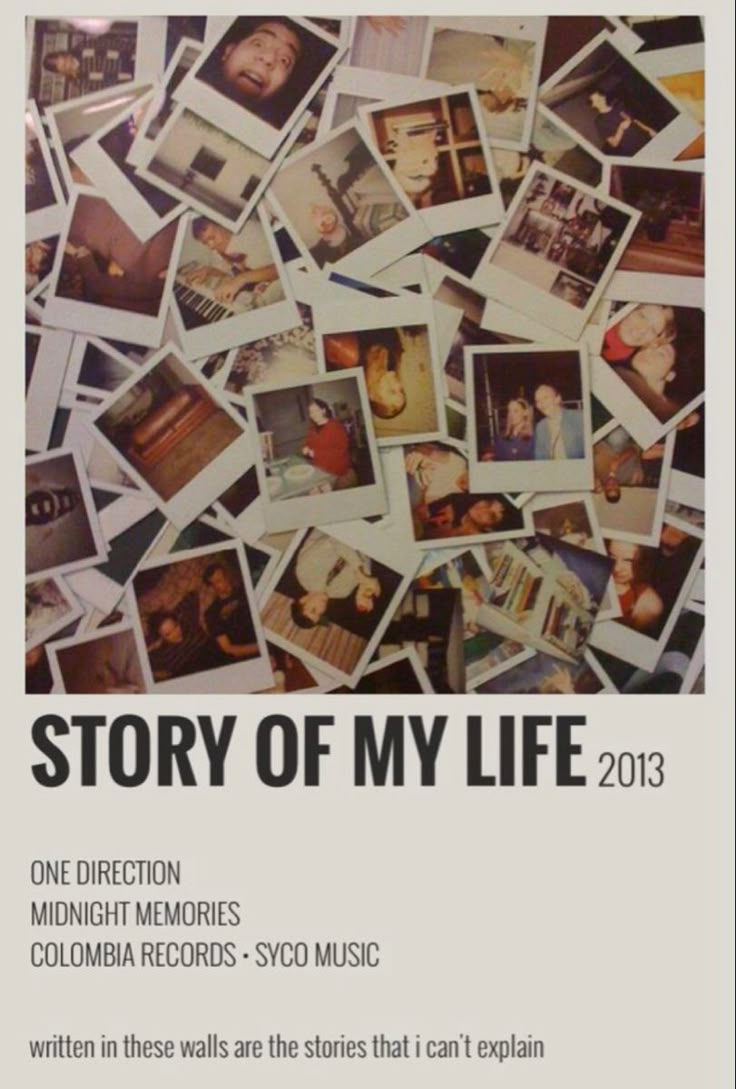 STORY OF MY LIFE 2013
ONE DIRECTION
MIDNIGHT MEMORIES
COLOMBIA RECORDS • SYCO MUSIC
written in these walls are the stories that i can't explain